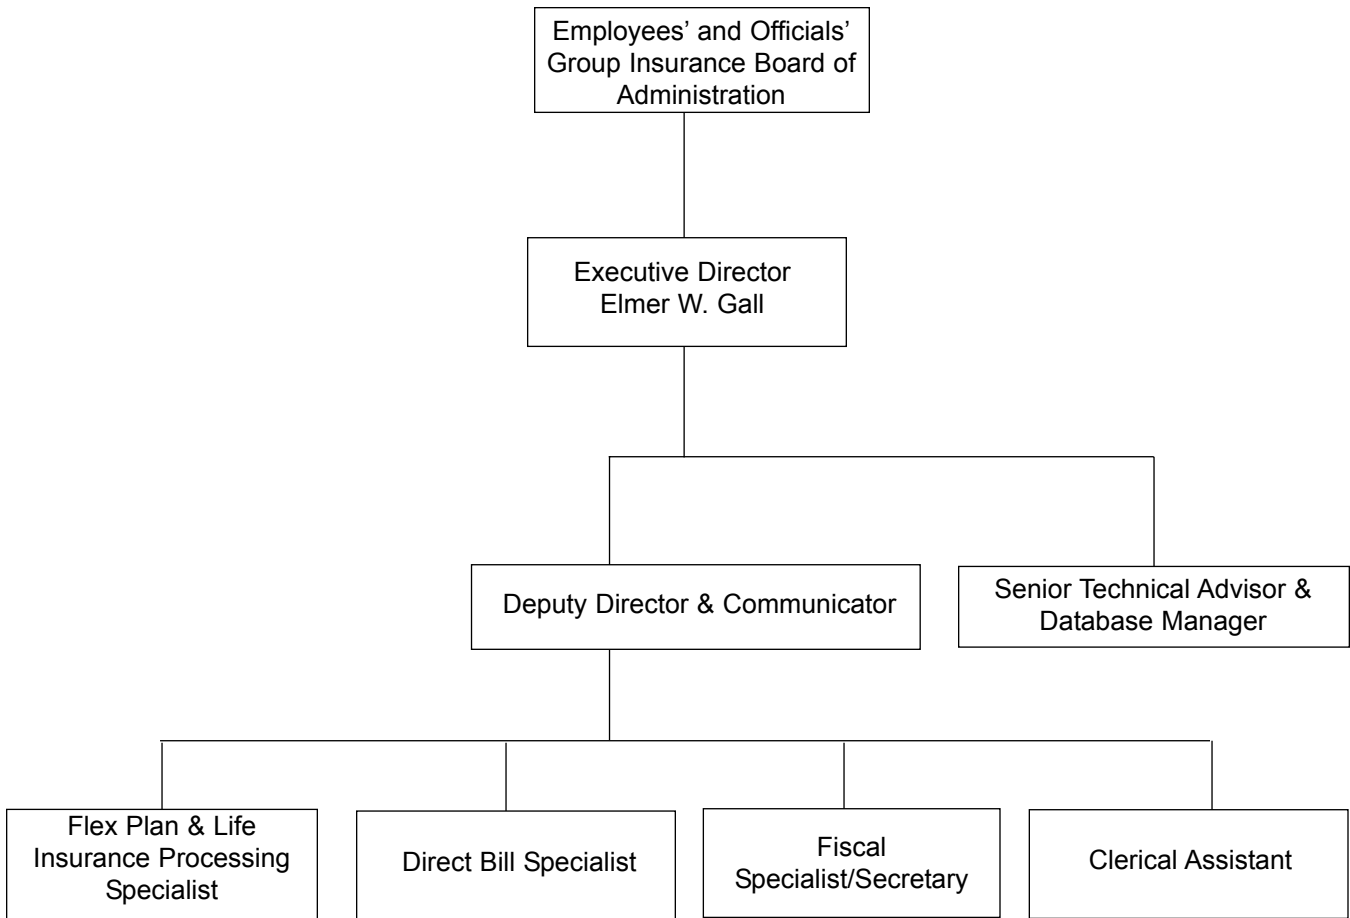 Employees’ and Officials’
Group Insurance Board of
Administration
Executive Director
Elmer W. Gall
Deputy Director & Communicator
Senior Technical Advisor &
Database Manager
Flex Plan & Life
Insurance Processing
Specialist
Direct Bill Specialist
Fiscal
Specialist/Secretary
Clerical Assistant